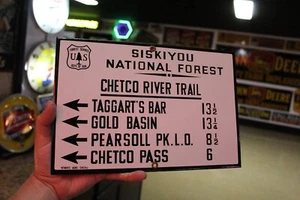 SISKIYOU
NATIONAL FOREST
U S
CHETCO RIVER TRAIL
TAGGART'S BAR 13½
GOLD BASIN 13¼
PEARSOLL PK.L.O. 8½
CHETCO PASS 6